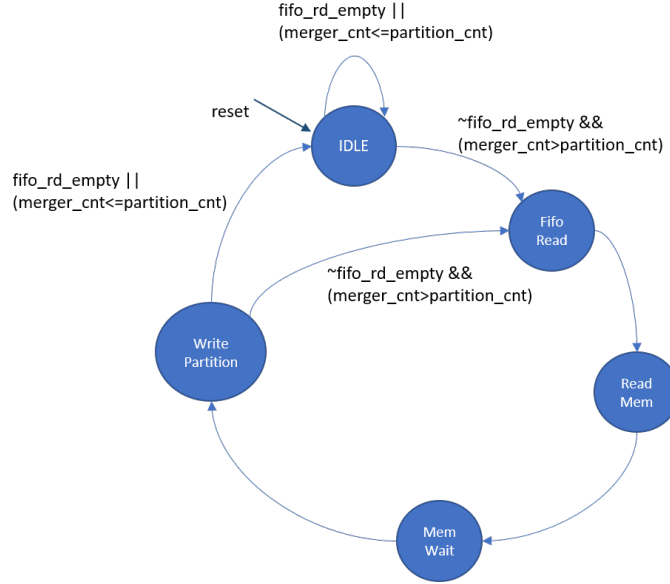 fifo_rd_empty ||
(merger_cnt<=partition_cnt)
reset
IDLE
~fifo_rd_empty &&
(merger_cnt>partition_cnt)
fifo_rd_empty ||
(merger_cnt<=partition_cnt)
Fifo
Read
~fifo_rd_empty &&
(merger_cnt>partition_cnt)
Write
Partition
Read
Mem
Mem
Wait